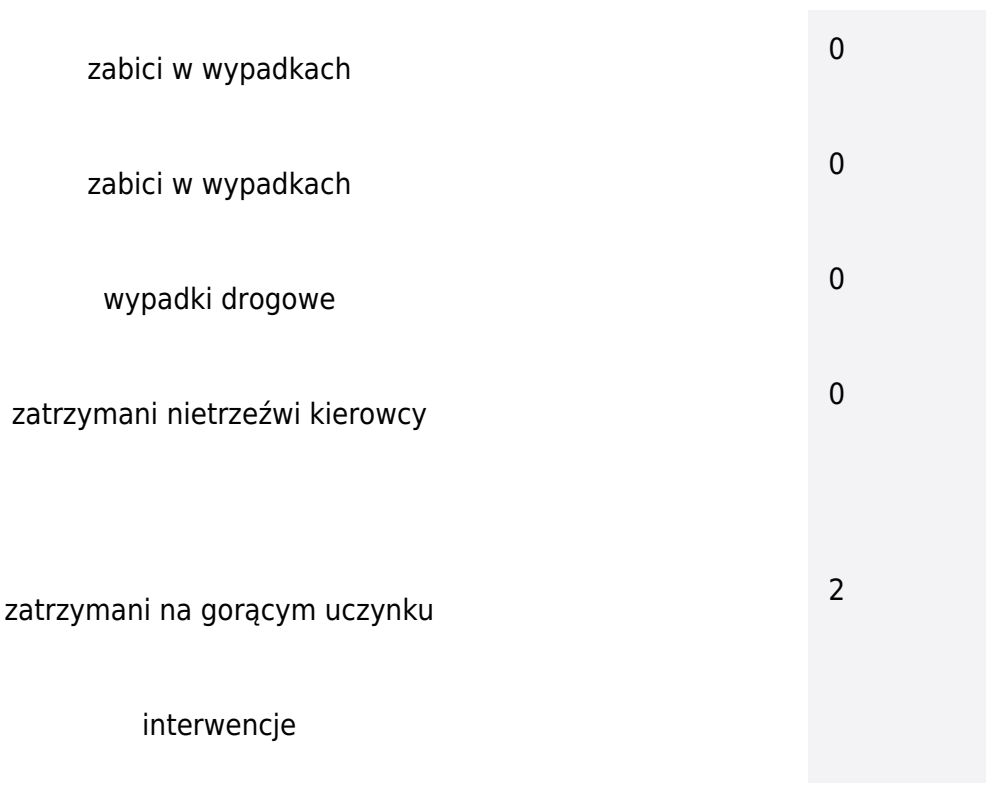 zabici w wypadkach 0
zabici w wypadkach 0
wypadki drogowe 0
zatrzymani nietrzeźwi kierowcy 0
zatrzymani na gorącym uczynku 2
interwencje